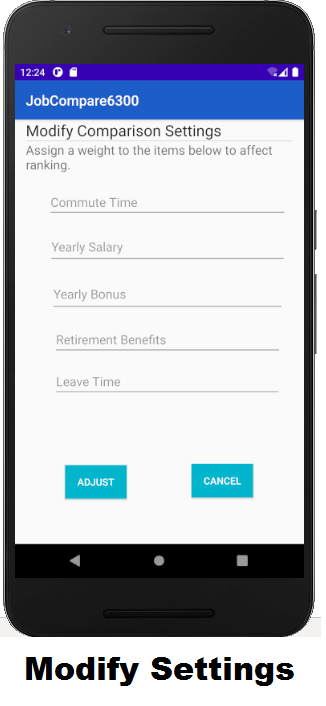 12:24
JobCompare6300
Modify Comparison Settings
Assign a weight to the items below to affect
ranking.
Commute Time
Yearly Salary
Yearly Bonus
Retirement Benefits
Leave Time
ADJUST CANCEL
Modify Settings